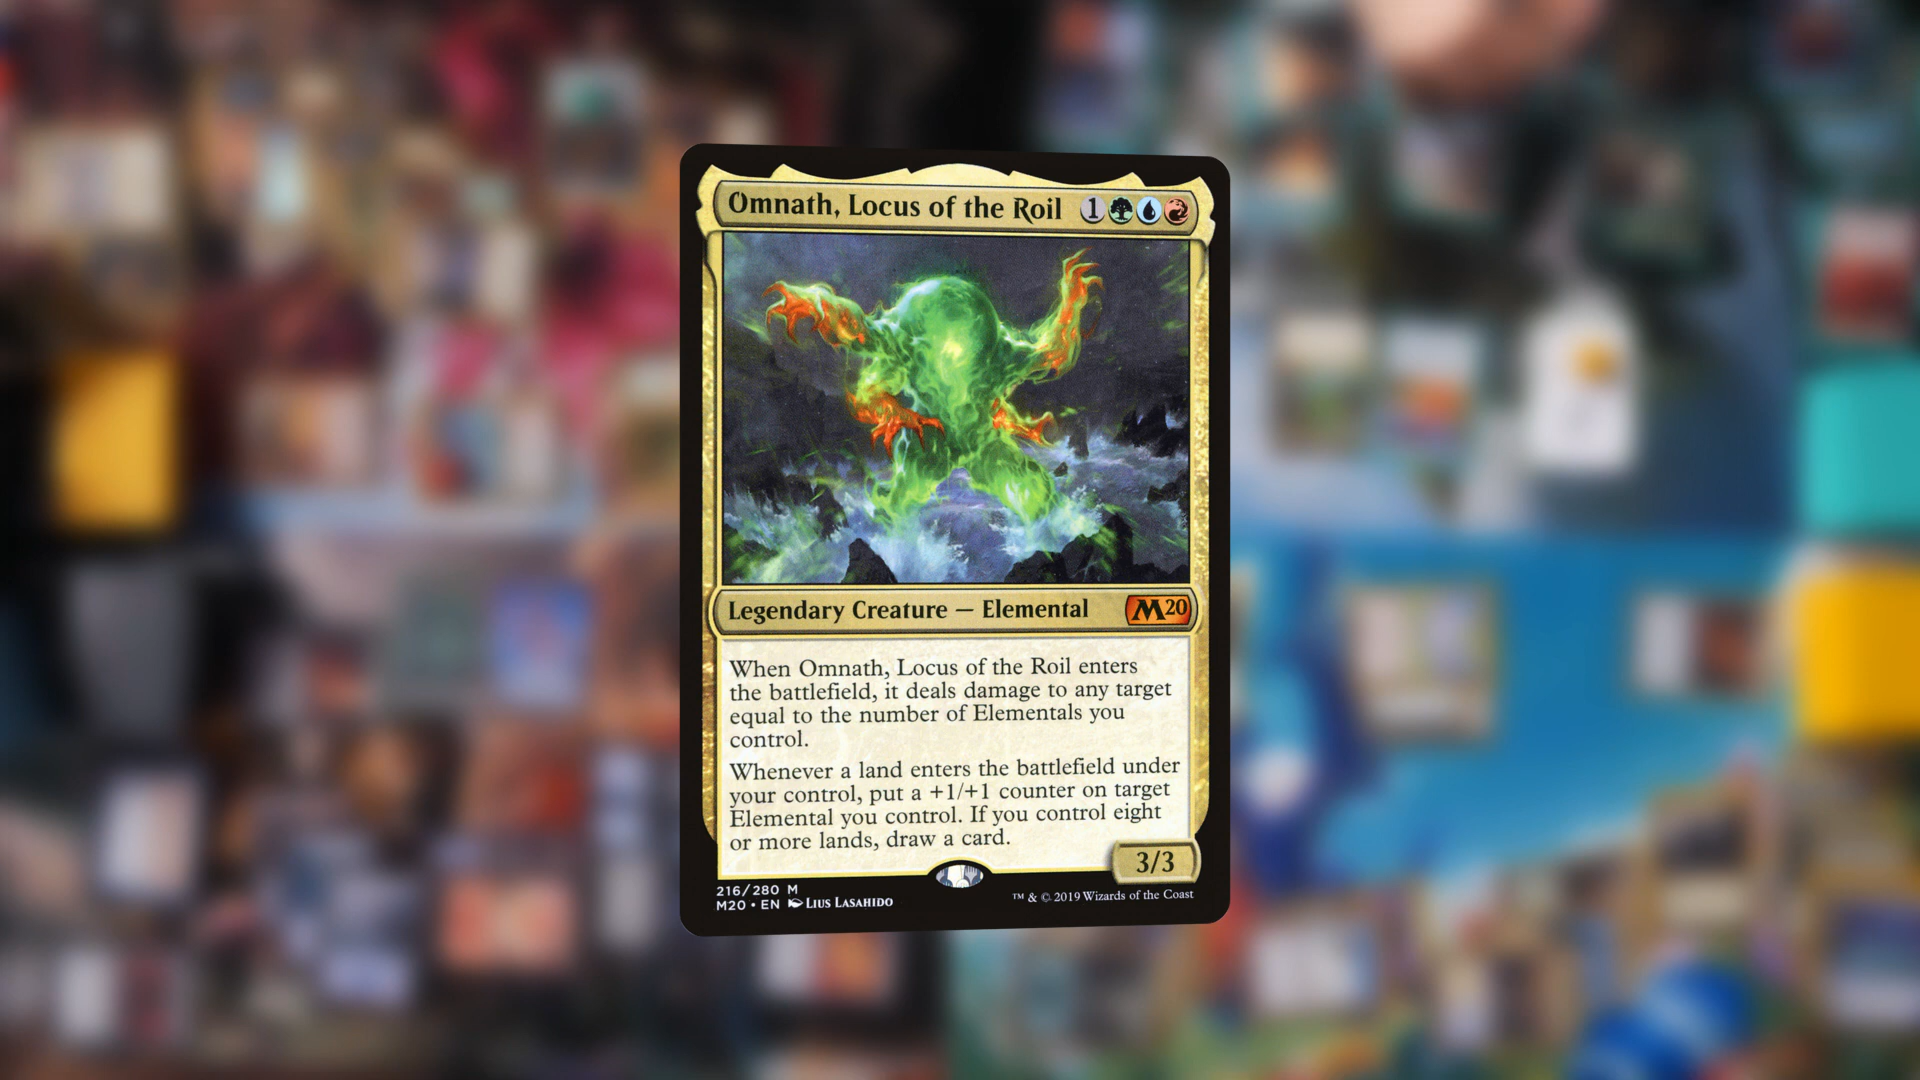 Omnath, Locus of the Roil 1
Legendary Creature — Elemental M20
When Omnath, Locus of the Roil enters
the battlefield, it deals damage to any target
equal to the number of Elementals you
control.
Whenever a land enters the battlefield under
your control, put a +1/+1 counter on target
Elemental you control. If you control eight
or more lands, draw a card.
3/3
216/280 M
M20 • EN Lius Lasahido
™ & © 2019 Wizards of the Coast